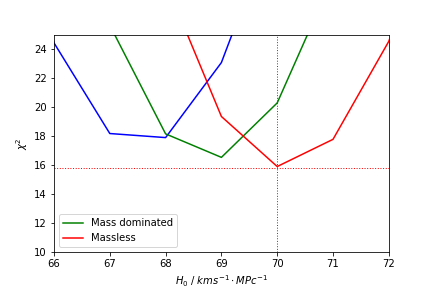 24
22
20
18
16
14
12
10
χ²
66 67 68 69 70 71 72
H₀ / kms⁻¹ · MPc⁻¹
Mass dominated
Massless